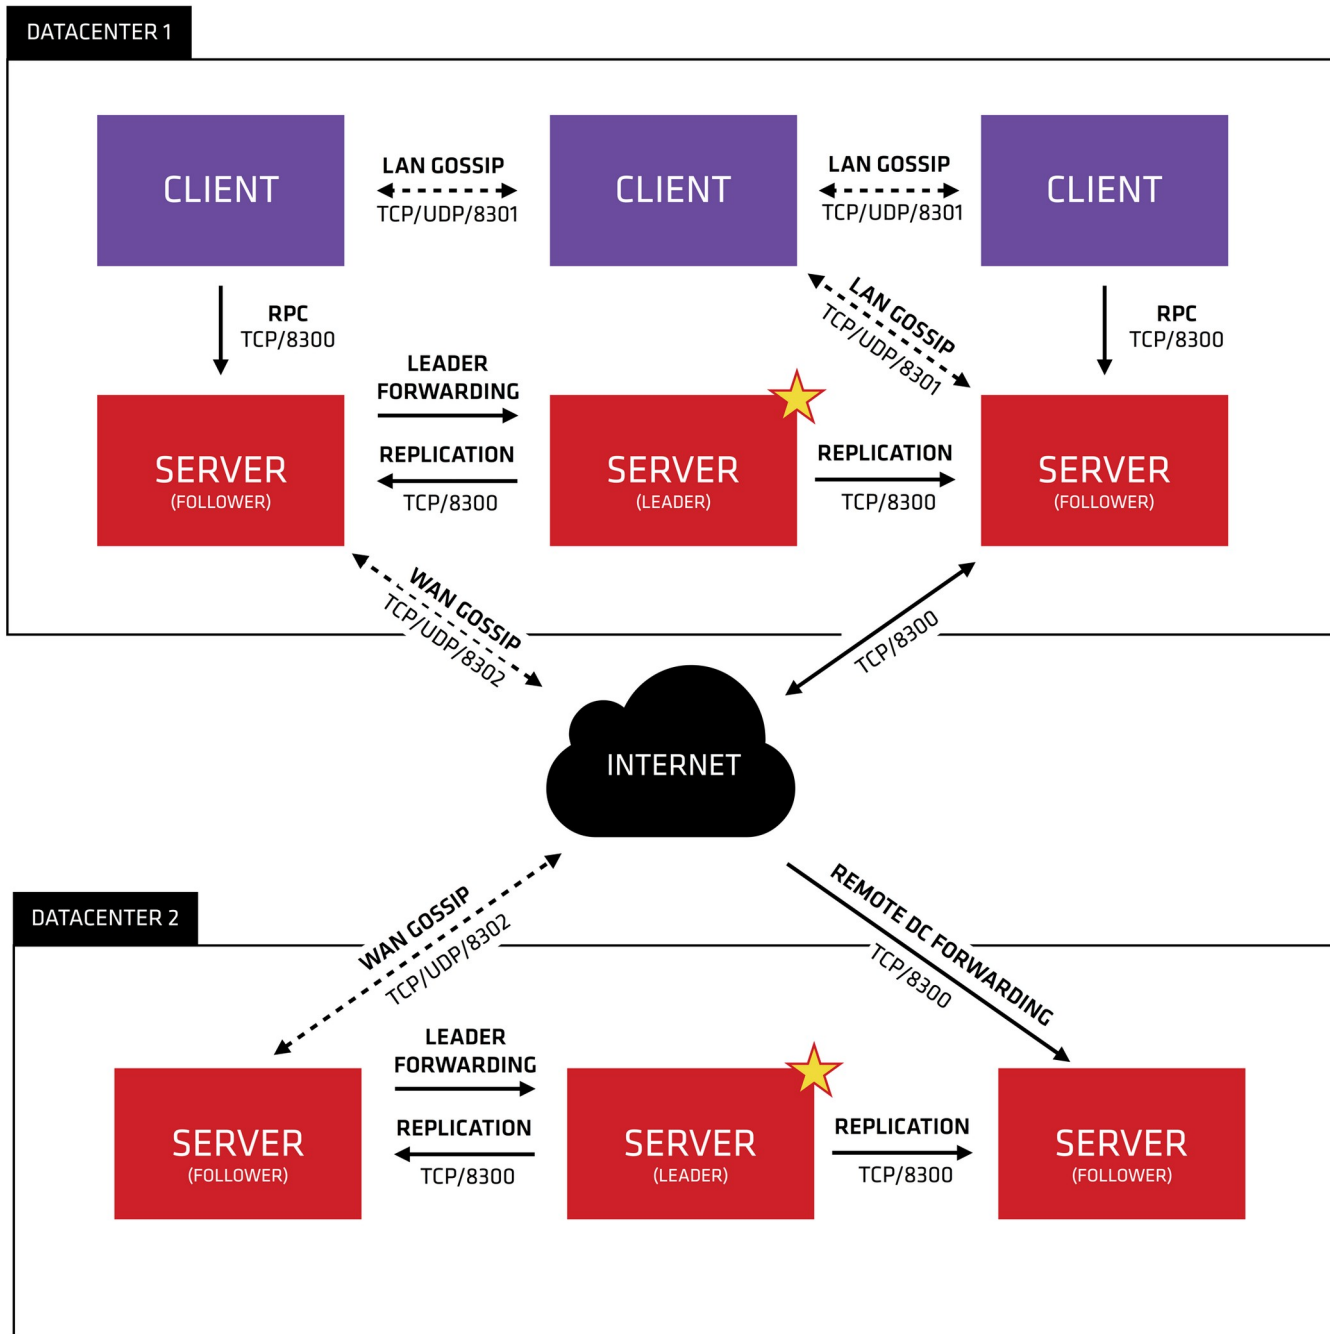 DATACENTER 1
CLIENT
LAN GOSSIP
TCP/UDP/8301
CLIENT
LAN GOSSIP
TCP/UDP/8301
CLIENT
RPC
TCP/8300
LAN GOSSIP
TCP/UDP/8301
RPC
TCP/8300
SERVER
(FOLLOWER)
LEADER
FORWARDING
REPLICATION
TCP/8300
SERVER
(LEADER)
REPLICATION
TCP/8300
SERVER
(FOLLOWER)
WAN GOSSIP
TCP/UDP/8302
TCP/8300
INTERNET
DATACENTER 2
WAN GOSSIP
TCP/UDP/8302
REMOTE DC FORWARDING
TCP/8300
SERVER
(FOLLOWER)
LEADER
FORWARDING
REPLICATION
TCP/8300
SERVER
(LEADER)
REPLICATION
TCP/8300
SERVER
(FOLLOWER)